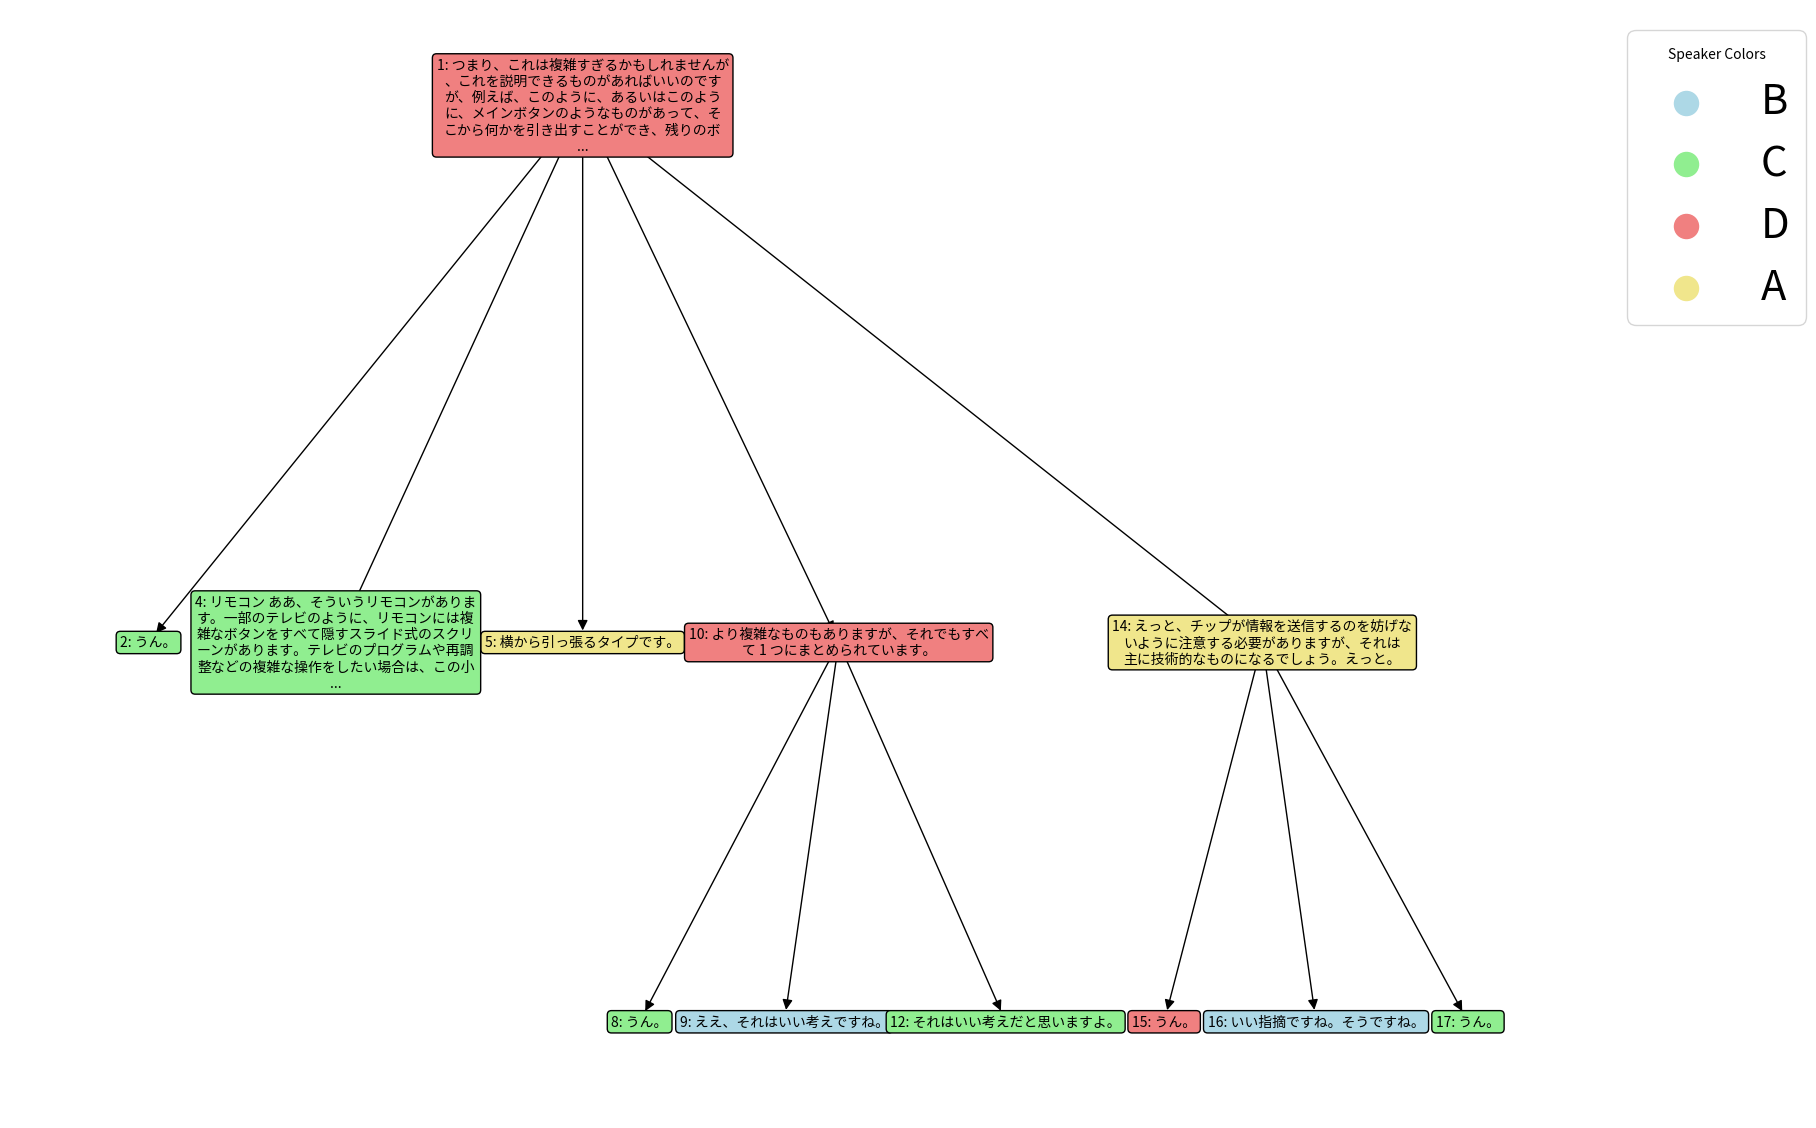 1: つまり、これは複雑すぎるかもしれませんが
、これを説明できるものがあればいいのです
が、例えば、このように、あるいはこのよう
に、メインボタンのようなものがあって、そ
こから何かを引き出すことができ、残りのボ
...
Speaker Colors
B
C
D
A
2: うん。
4: リモコン ああ、そういうリモコンがありま
す。一部のテレビのように、リモコンには複
雑なボタンをすべて隠すスライド式のスクリ
ーンがあります。テレビのプログラムや再調
整などの複雑な操作をしたい場合は、この小
...
5: 横から引っ張るタイプです。
10: より複雑なものもありますが、それでもすべ
て 1 つにまとめられています。
14: えっと、チップが情報を送信するのを妨げな
いように注意する必要がありますが、それは
主に技術的なものになるでしょう。えっと。
8: うん。
9: ええ、それはいい考えですね。
12: それはいい考えだと思いますよ。
15: うん。
16: いい指摘ですね。そうですね。
17: うん。